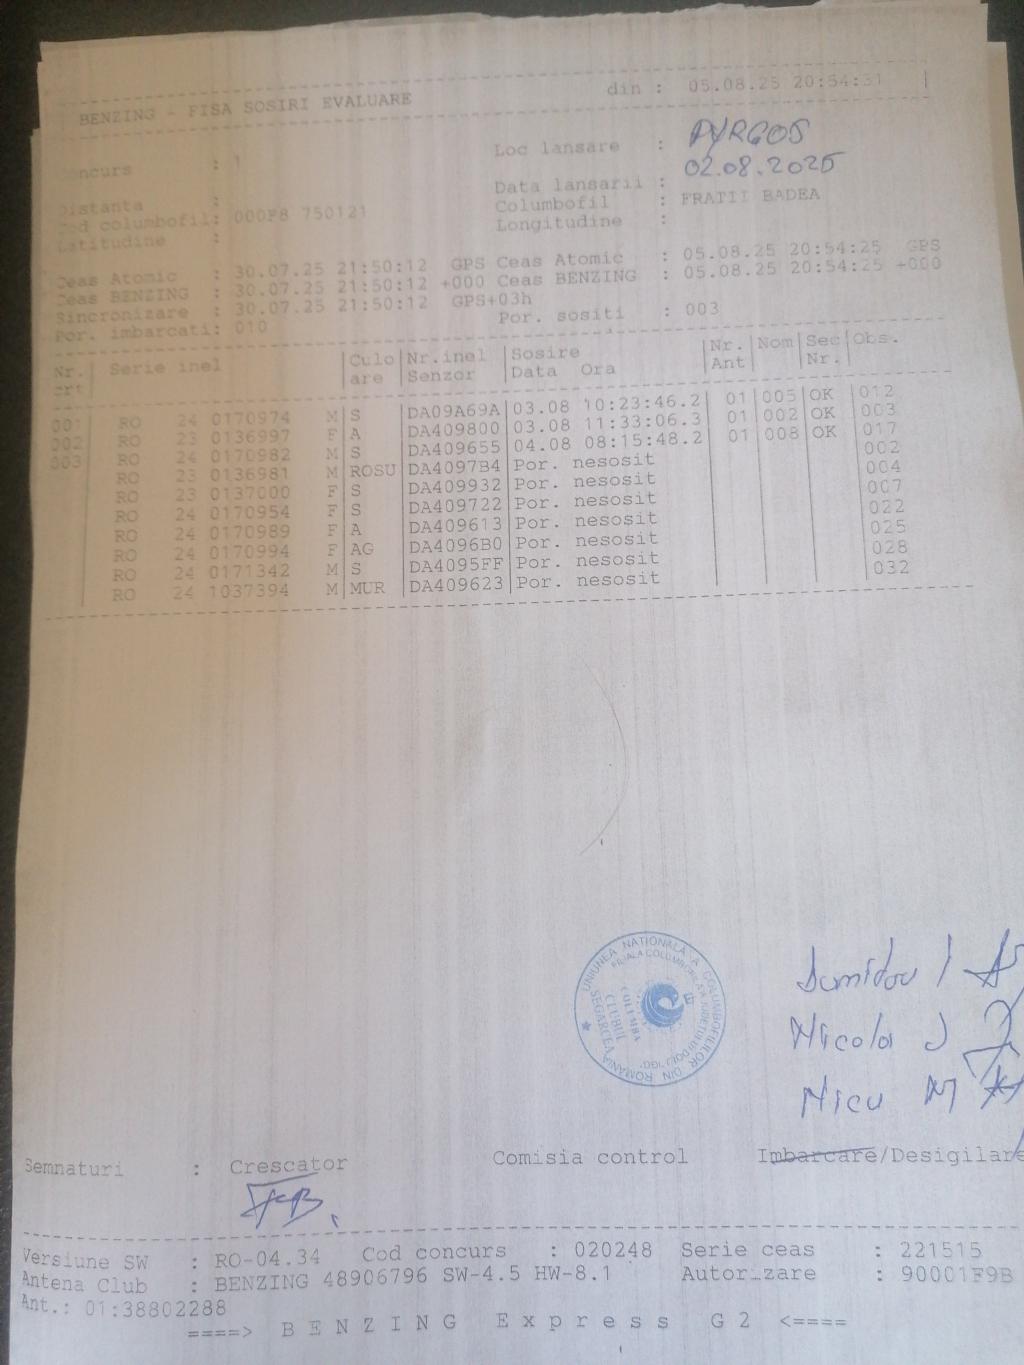 BENZING - FISA SOSIRI EVALUARE din : 05.08.25 20:54:31
Concurs : 1 Loc lansare : PYRGOS
Distanta : Data lansarii : 02.08.2025
Cod columbofil: 000F8 750121 Columbofil : FRATII BADEA
Latitudine : Longitudine :
Ceas Atomic : 30.07.25 21:50:12 GPS Ceas Atomic : 05.08.25 20:54:25 GPS
Ceas BENZING : 30.07.25 21:50:12 +000 Ceas BENZING : 05.08.25 20:54:25 +000
Sincronizare : 30.07.25 21:50:12 GPS+03h
Por. imbarcati: 010 Por. sositi : 003
Nr. Serie inel Culo Nr.inel Sosire Nr. Nom Sec Obs.
crt are Senzor Data Ora Ant Nr.
001 RO 24 0170974 M S DA09A69A 03.08 10:23:46.2 01 005 OK 012
002 RO 23 0136997 F A DA409800 03.08 11:33:06.3 01 002 OK 003
003 RO 24 0170982 M S DA409655 04.08 08:15:48.2 01 008 OK 017
RO 23 0136981 M ROSU DA4097B4 Por. nesosit 002
RO 23 0137000 F S DA409932 Por. nesosit 004
RO 24 0170954 F S DA409722 Por. nesosit 007
RO 24 0170989 F A DA409613 Por. nesosit 022
RO 24 0170994 F AG DA4096B0 Por. nesosit 025
RO 24 0171342 M S DA4095FF Por. nesosit 028
RO 24 1037394 M MUR DA409623 Por. nesosit 032
UNIUNEA NATIONALA A COLUMBOFILILOR DIN ROMANIA
COLUMBA
CLUBUL
SEGARCEA
Nicola J
Nicu M
Semnaturi : Crescator Comisia control Imbarcare/Desigilare
Versiune SW : RO-04.34 Cod concurs : 020248 Serie ceas : 221515
Antena Club : BENZING 48906796 SW-4.5 HW-8.1 Autorizare : 90001F9B
Ant.: 01:38802288
====> BENZING Express G2 <====